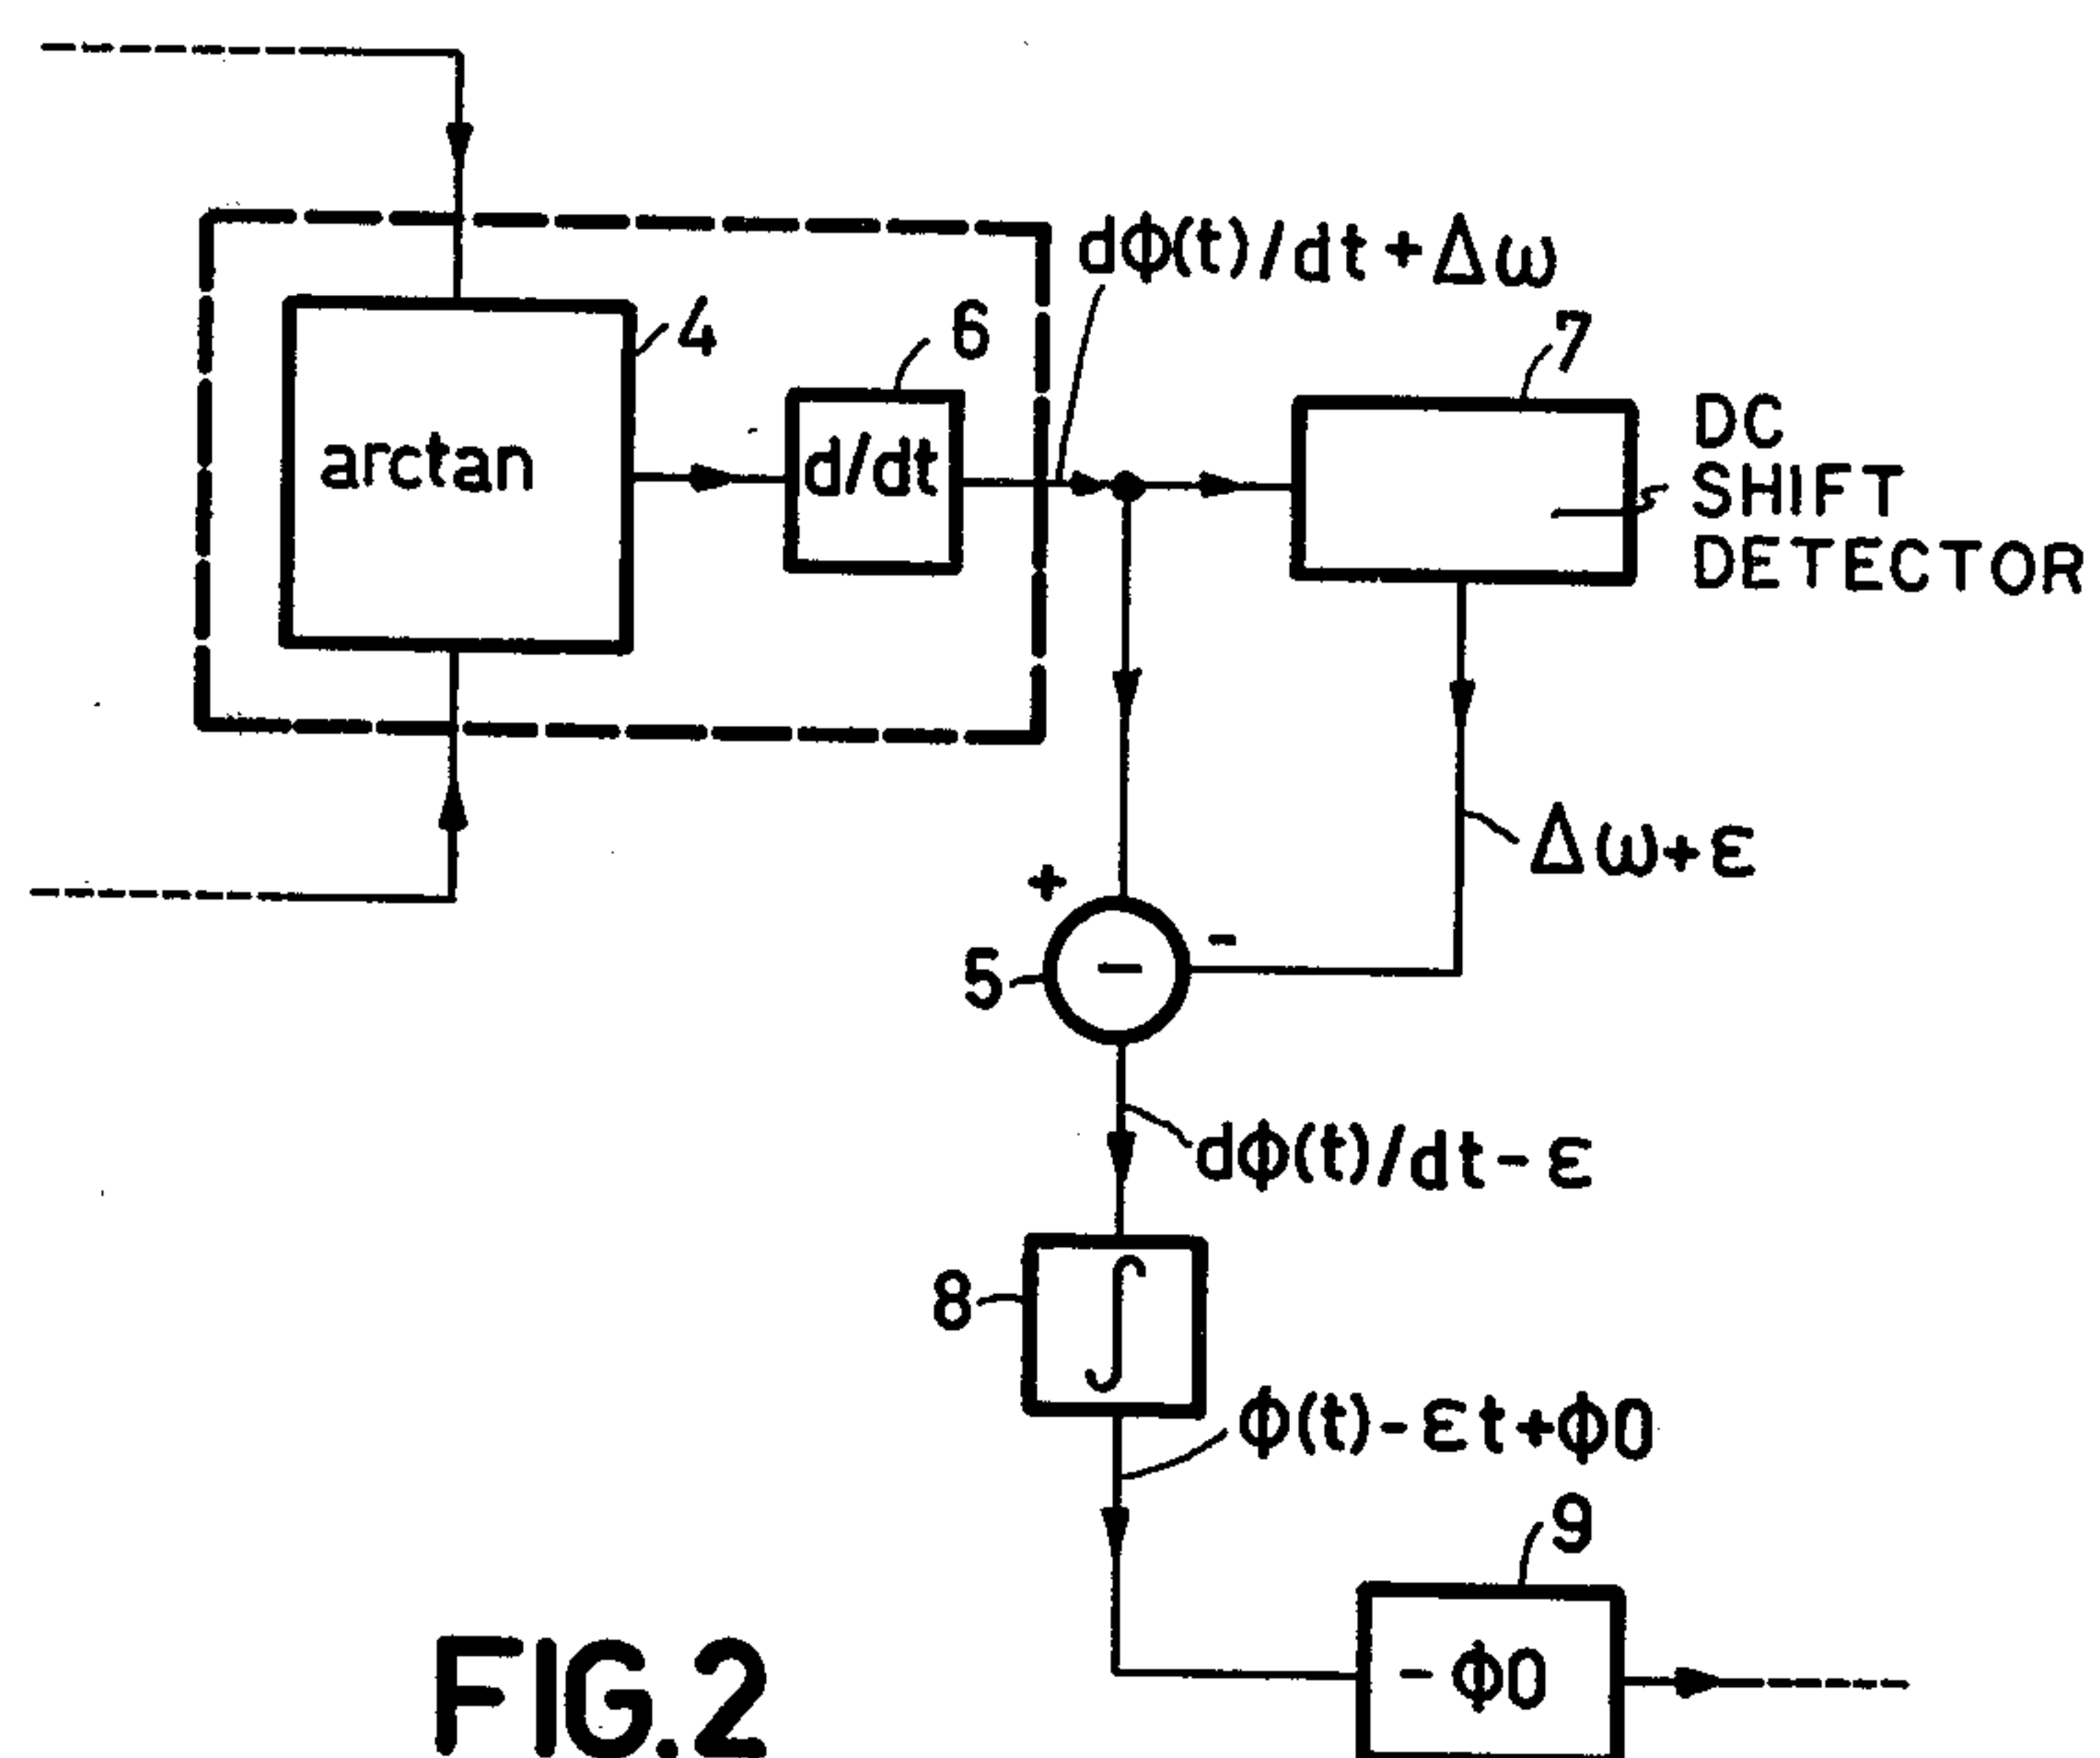 dϕ(t)/dt+Δω
4
6
7
arctan
d/dt
DC
SHIFT
DETECTOR
Δω+ε
+
-
5
−
dϕ(t)/dt-ε
8
∫
ϕ(t)-εt+ϕ0
9
-ϕ0
FIG.2